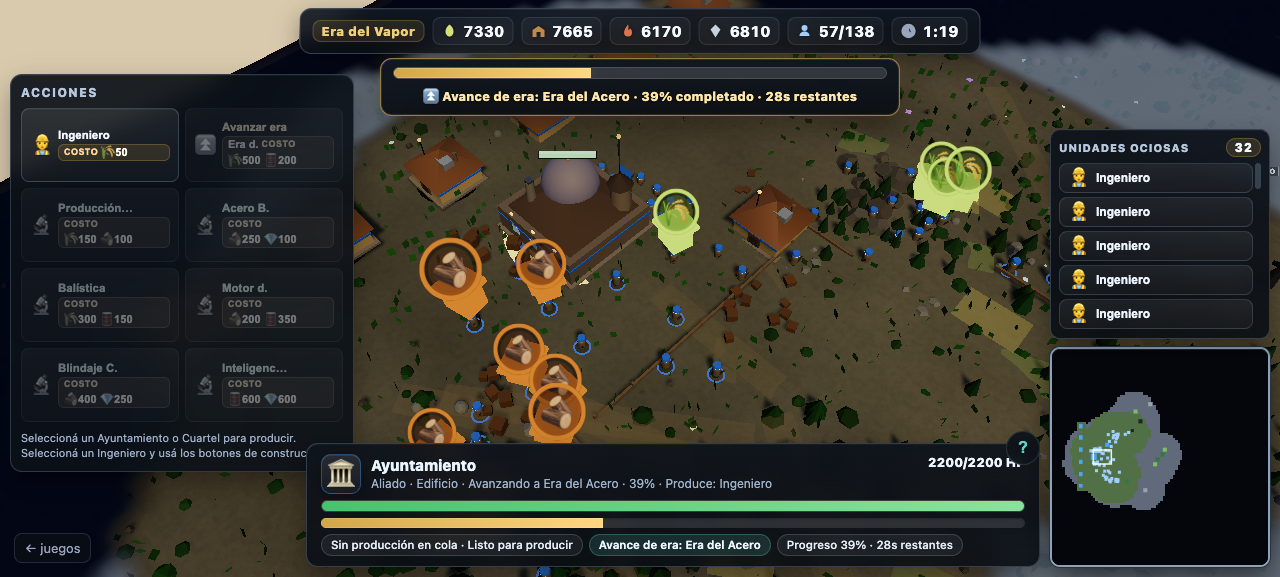 Era del Vapor
7330
7665
6170
6810
57/138
1:19
Avance de era: Era del Acero · 39% completado · 28s restantes
ACCIONES
Ingeniero
COSTO 50
Avanzar era
Era d. COSTO
500 200
Producción...
COSTO
150 100
Acero B.
COSTO
250 100
Balística
COSTO
300 150
Motor d.
COSTO
200 350
Blindaje C.
COSTO
400 250
Inteligenc...
COSTO
600 600
Seleccioná un Ayuntamiento o Cuartel para producir.
Seleccioná un Ingeniero y usá los botones de construc
UNIDADES OCIOSAS 32
Ingeniero
Ingeniero
Ingeniero
Ingeniero
Ingeniero
?
Ayuntamiento
2200/2200
Aliado · Edificio · Avanzando a Era del Acero · 39% · Produce: Ingeniero
Sin producción en cola · Listo para producir
Avance de era: Era del Acero
Progreso 39% · 28s restantes
← juegos